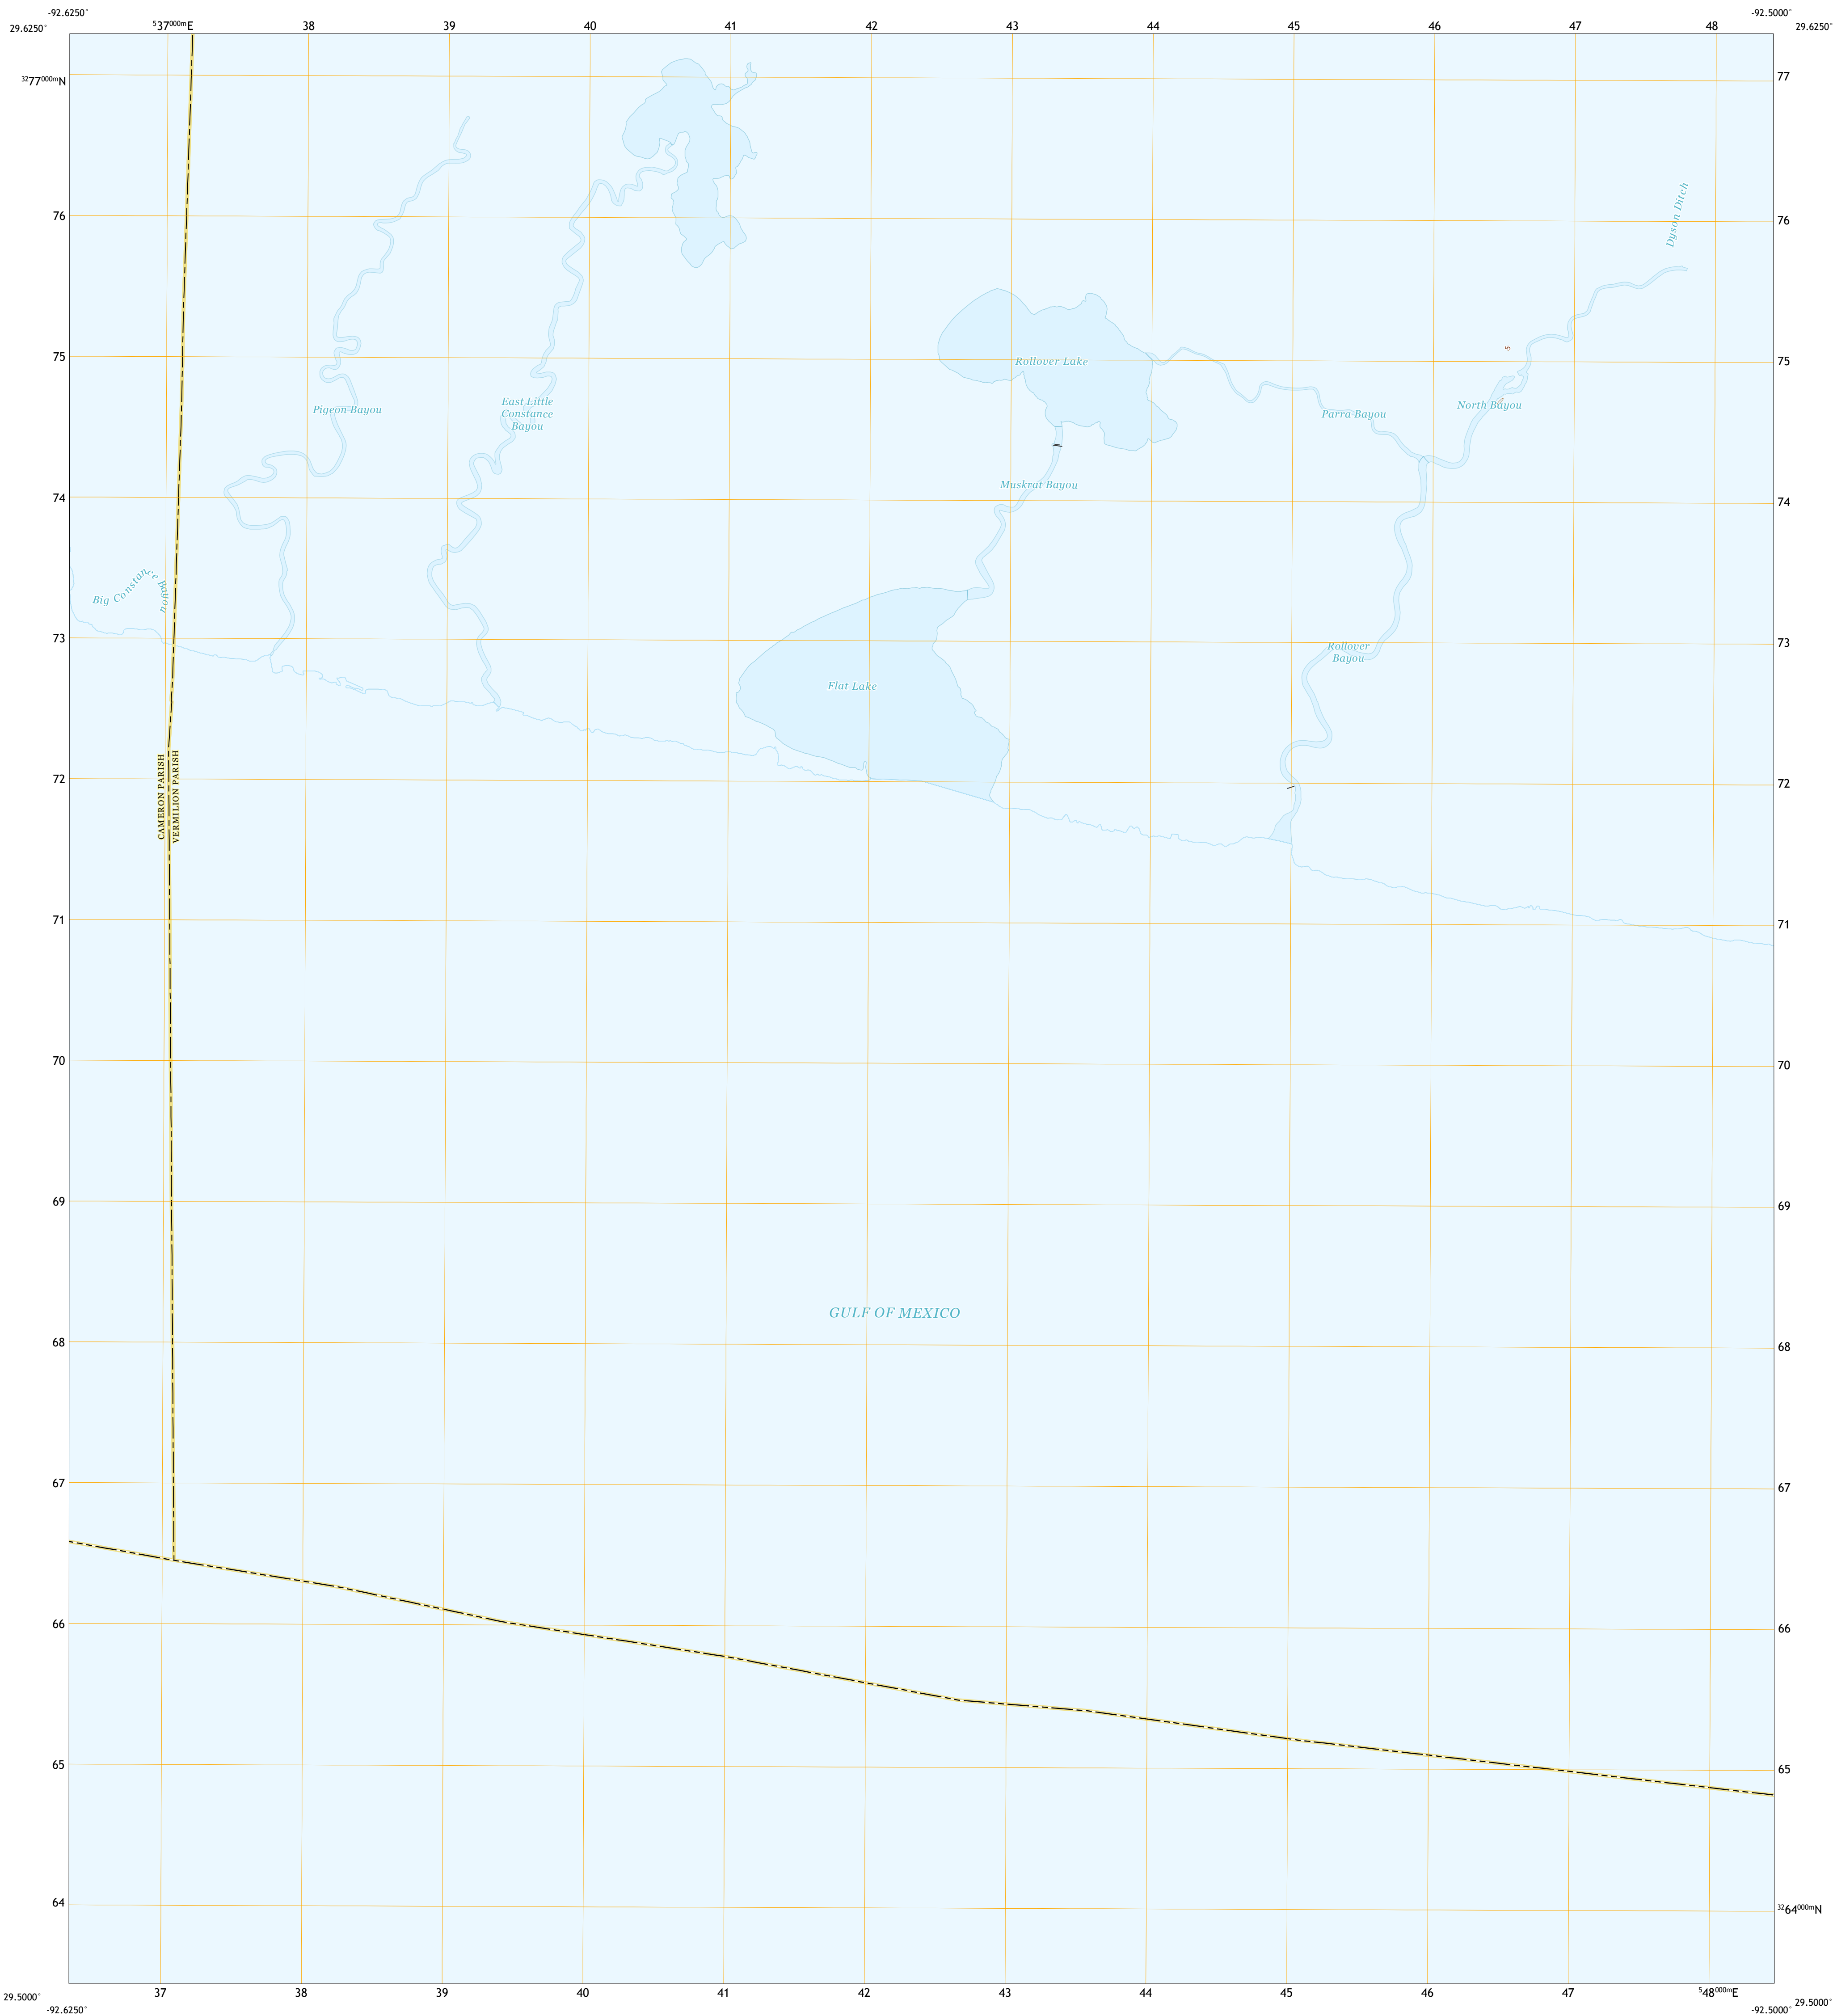 -92.6250°
-92.5000°
29.6250°
⁵37⁰⁰⁰ᵐE
38
39
40
41
42
43
44
45
46
47
48
29.6250°
³²77⁰⁰⁰ᵐN
77
76
76
Dyson Ditch
75
Rollover Lake
75
5
Pigeon Bayou
East Little
Constance
Bayou
Parra Bayou
North Bayou
Muskrat Bayou
74
74
Big Constance Bayou
73
73
Rollover
Bayou
Flat Lake
CAMERON PARISH
VERMILION PARISH
72
72
71
71
70
70
69
69
GULF OF MEXICO
68
68
67
67
66
66
65
65
64
³²64⁰⁰⁰ᵐN
29.5000°
37
38
39
40
41
42
43
44
45
46
47
⁵48⁰⁰⁰ᵐE
29.5000°
-92.6250°
-92.5000°